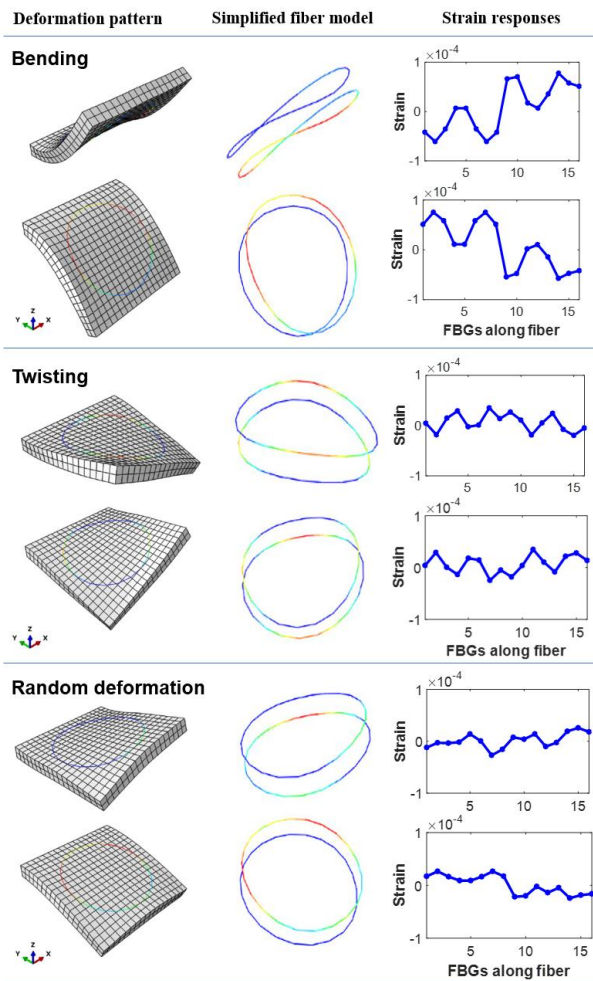 Deformation pattern Simplified fiber model Strain responses
Bending
×10⁻⁴
1
0
-1
Strain
5 10 15
×10⁻⁴
1
0
-1
Strain
5 10 15
FBGs along fiber
Z
Y X
Twisting
×10⁻⁴
1
0
-1
Strain
5 10 15
×10⁻⁴
1
0
-1
Strain
5 10 15
FBGs along fiber
Z
Y X
Random deformation
×10⁻⁴
1
0
-1
Strain
5 10 15
×10⁻⁴
1
0
-1
Strain
5 10 15
FBGs along fiber
Z
Y X